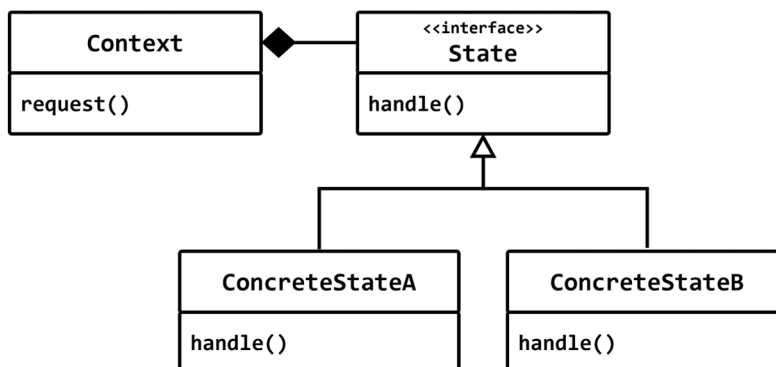 Context
<<interface>>
State
request()
handle()
ConcreteStateA
ConcreteStateB
handle()
handle()